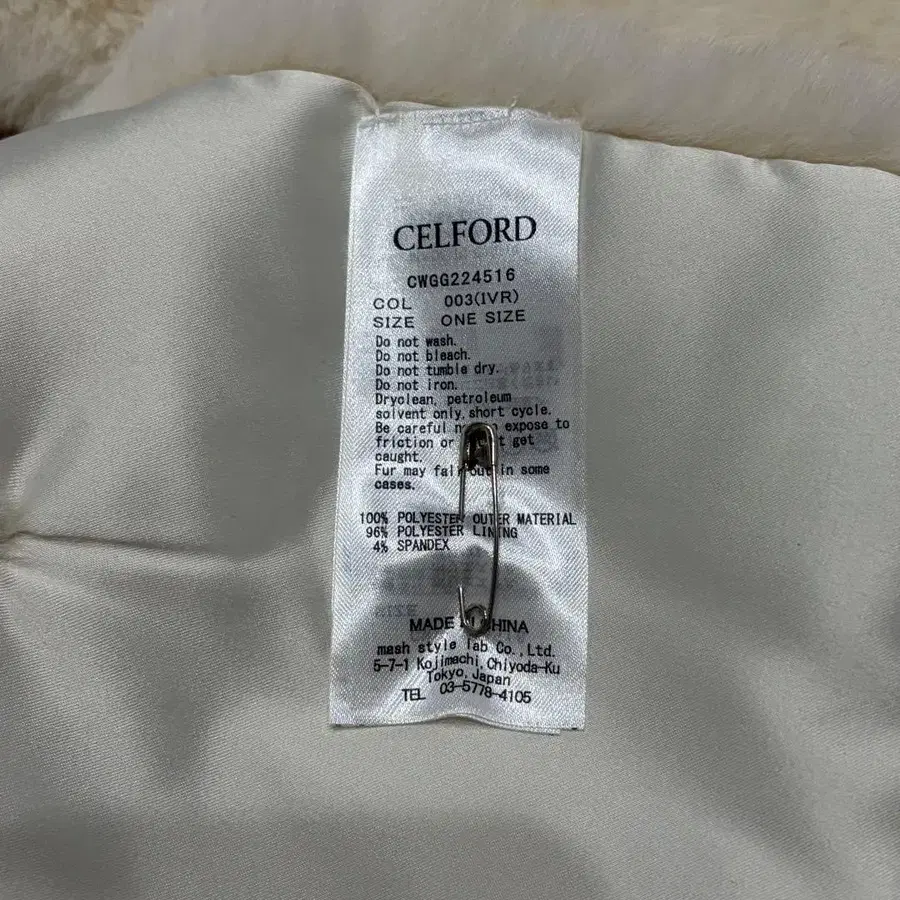 CELFORD
CWGG224516
COL 003(IVR)
SIZE ONE SIZE
Do not wash.
Do not bleach.
Do not tumble dry.
Do not iron.
Dryclean, petroleum
solvent only, short cycle.
Be careful expose to
friction or get
caught.
Fur may fall out in some
cases.
100% POLYESTER OUTER MATERIAL
96% POLYESTER LINING
4% SPANDEX
MADE CHINA
mash style lab Co.,Ltd.
5-7-1 Kojimachi, Chiyoda-Ku
Tokyo, Japan
TEL 03-5778-4105